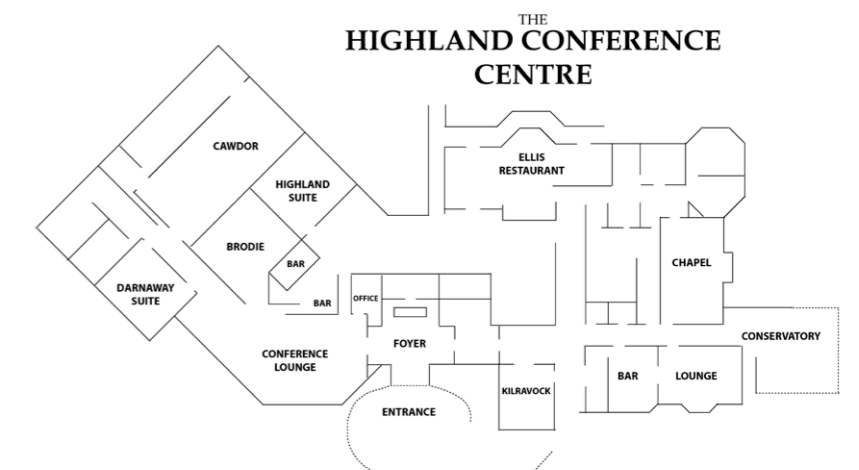 THE
HIGHLAND CONFERENCE
CENTRE
CAWDOR
ELLIS
RESTAURANT
HIGHLAND
SUITE
BRODIE
BAR
CHAPEL
DARNAWAY
SUITE
BAR
OFFICE
FOYER
CONSERVATORY
CONFERENCE
LOUNGE
BAR
LOUNGE
KILRAVOCK
ENTRANCE